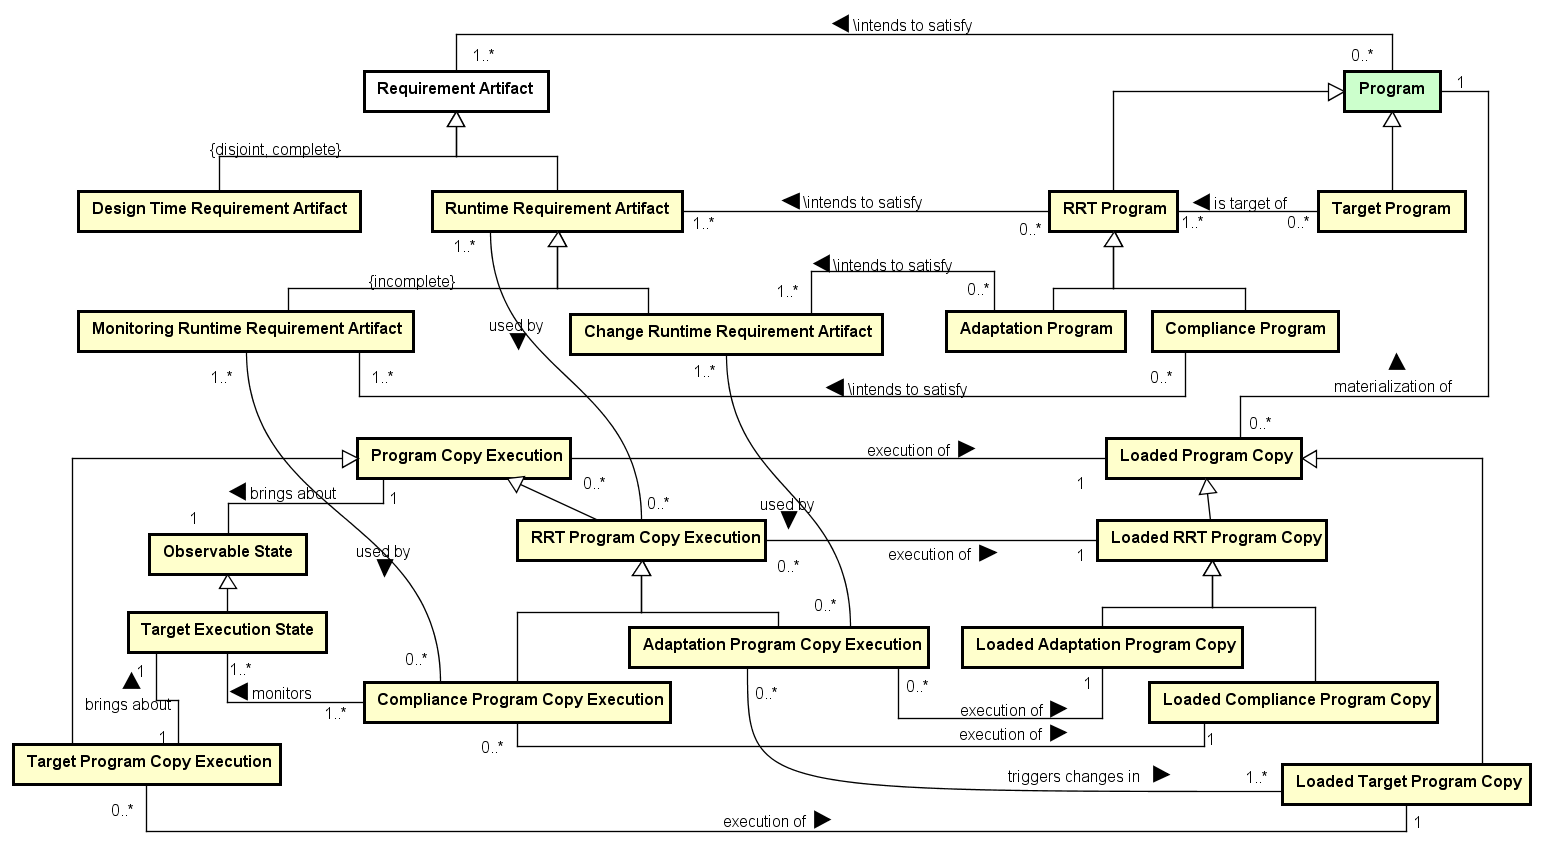 \intends to satisfy
1..*
0..*
Requirement Artifact
Program
1
{disjoint, complete}
Design Time Requirement Artifact
Runtime Requirement Artifact
\intends to satisfy
1..*
0..*
RRT Program
is target of
1..*
0..*
Target Program
1..*
{incomplete}
\intends to satisfy
1..*
0..*
Monitoring Runtime Requirement Artifact
used by
Change Runtime Requirement Artifact
Adaptation Program
Compliance Program
1..*
1..*
1..*
0..*
\intends to satisfy
materialization of
0..*
Program Copy Execution
execution of
Loaded Program Copy
0..*
1
brings about
1
1
0..*
used by
RRT Program Copy Execution
Loaded RRT Program Copy
Observable State
used by
execution of
0..*
1
Target Execution State
0..*
Adaptation Program Copy Execution
Loaded Adaptation Program Copy
1
1..*
0..*
monitors
1..*
brings about
Compliance Program Copy Execution
0..*
0..*
1
Loaded Compliance Program Copy
execution of
1
0..*
execution of
1
Target Program Copy Execution
triggers changes in
1..*
Loaded Target Program Copy
0..*
execution of
1